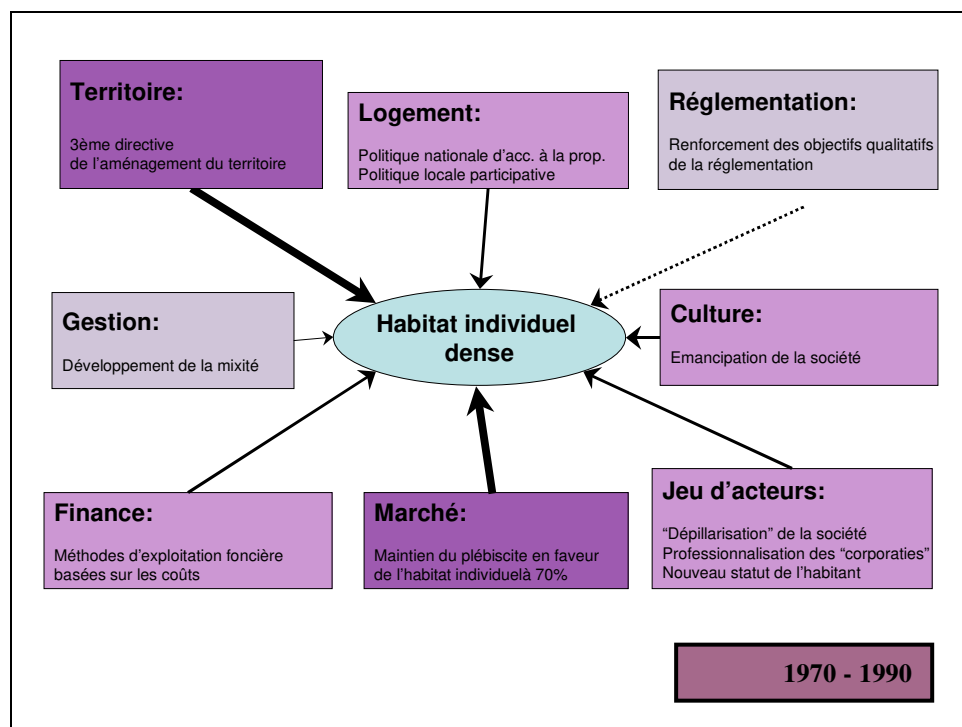 Territoire:
3ème directive
de l’aménagement du territoire
Logement:
Politique nationale d’acc. à la prop.
Politique locale participative
Réglementation:
Renforcement des objectifs qualitatifs
de la réglementation
Gestion:
Développement de la mixité
Habitat individuel
dense
Culture:
Emancipation de la société
Finance:
Méthodes d’exploitation foncière
basées sur les coûts
Marché:
Maintien du plébiscite en faveur
de l’habitat individuelà 70%
Jeu d’acteurs:
“Dépillarisation” de la société
Professionnalisation des “corporaties”
Nouveau statut de l’habitant
1970 - 1990